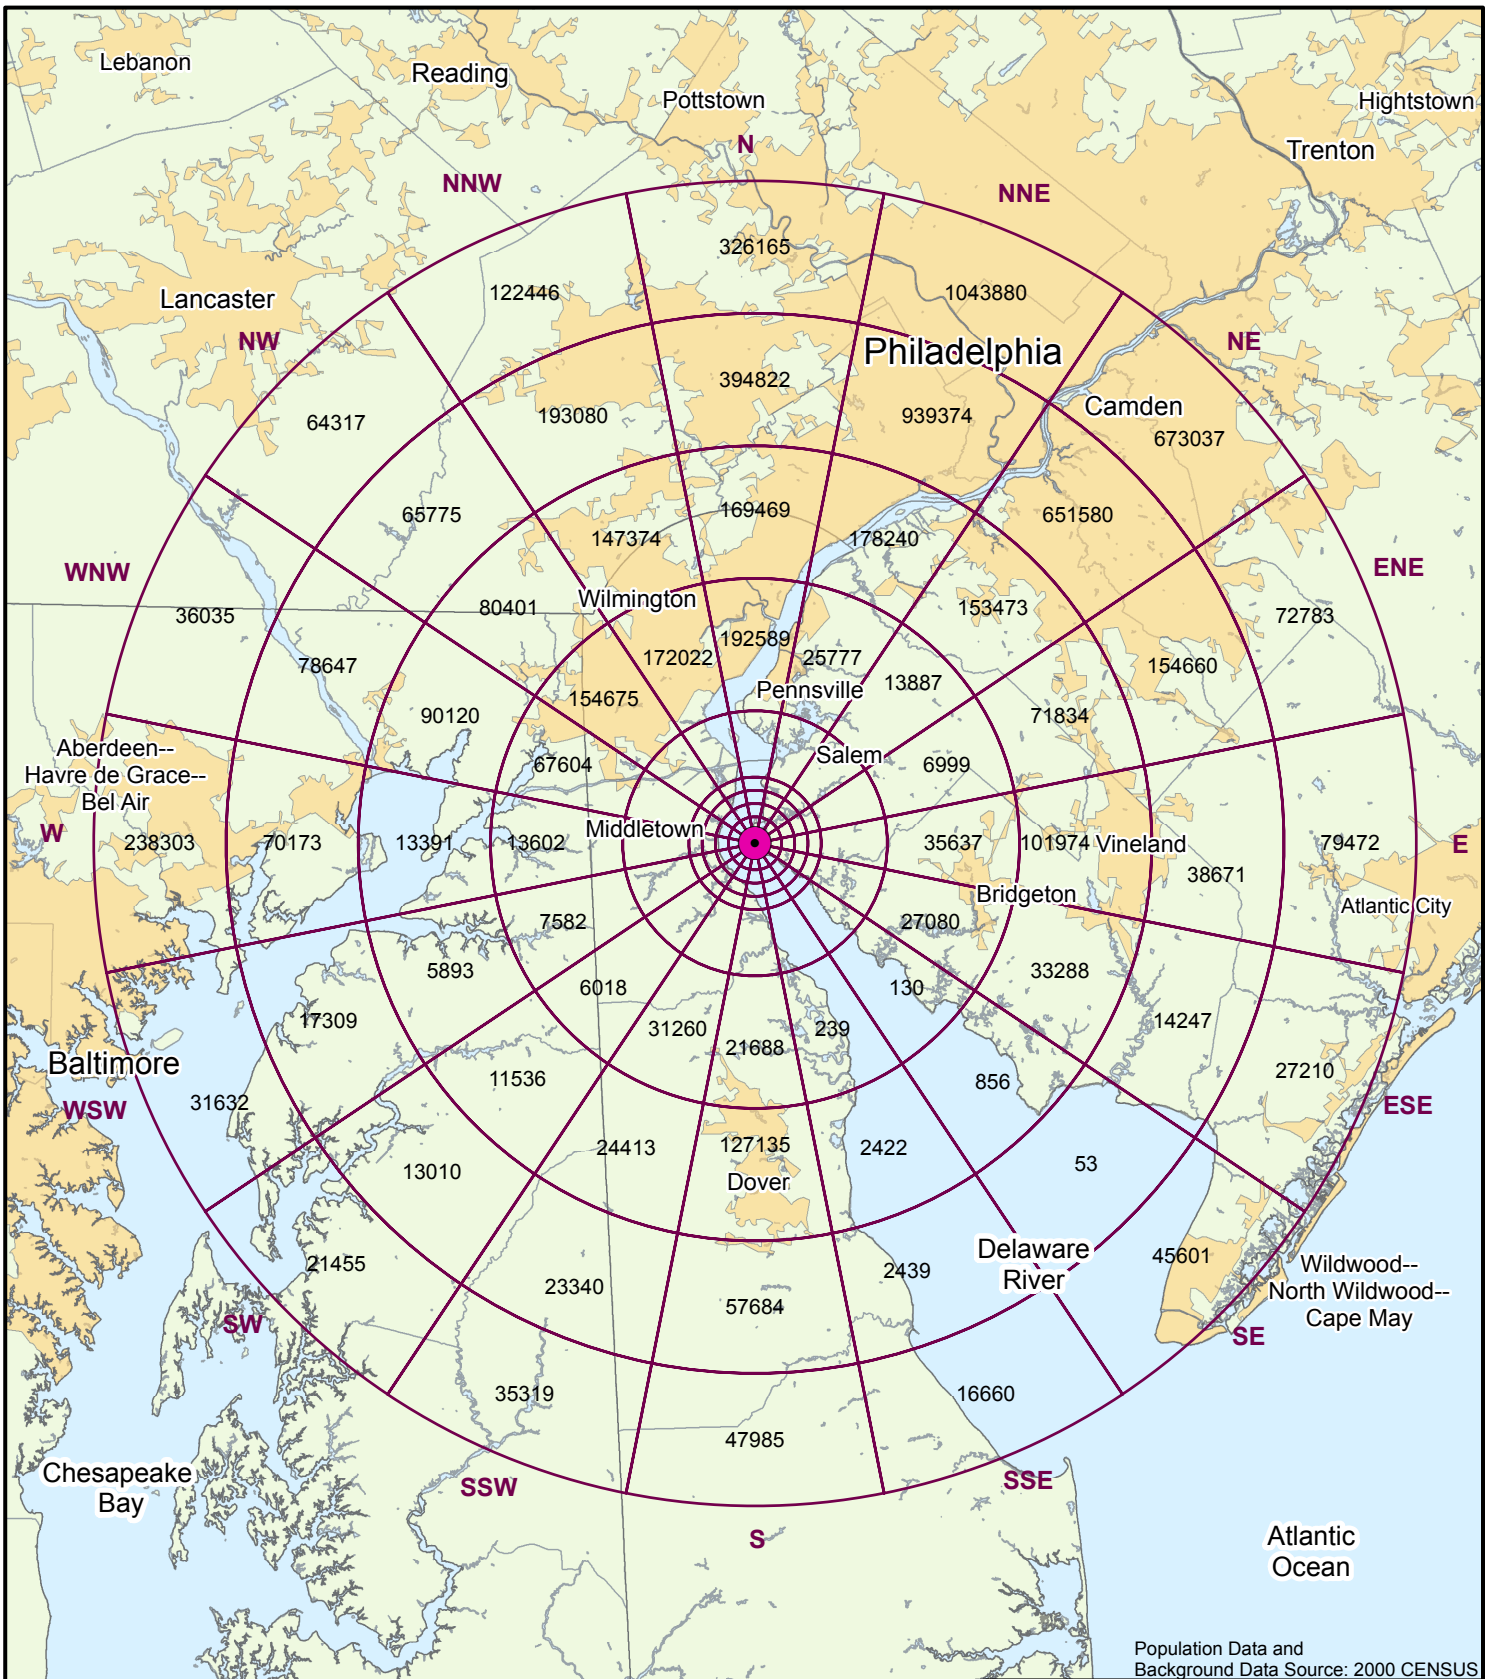 Lebanon
Reading
Pottstown
Hightstown
Trenton
N
NNW
NNE
326165
122446
1043880
Lancaster
NW
NE
Philadelphia
394822
193080
939374
Camden
64317
673037
65775
169469
651580
147374
178240
WNW
ENE
Wilmington
80401
153473
36035
72783
192589
172022
25777
78647
154660
154675
13887
Pennsville
90120
71834
Aberdeen--
Havre de Grace--
Bel Air
Salem
67604
6999
Middletown
W
238303
70173
13391
13602
35637
101974
Vineland
79472
E
38671
Bridgeton
Atlantic City
7582
27080
5893
33288
6018
130
17309
31260
21688
239
14247
Baltimore
11536
856
27210
31632
WSW
ESE
24413
127135
2422
53
13010
Dover
Delaware
River
45601
21455
23340
57684
2439
Wildwood--
North Wildwood--
Cape May
SW
SE
35319
16660
47985
Chesapeake
Bay
SSW
SSE
S
Atlantic
Ocean
Population Data and
Background Data Source: 2000 CENSUS